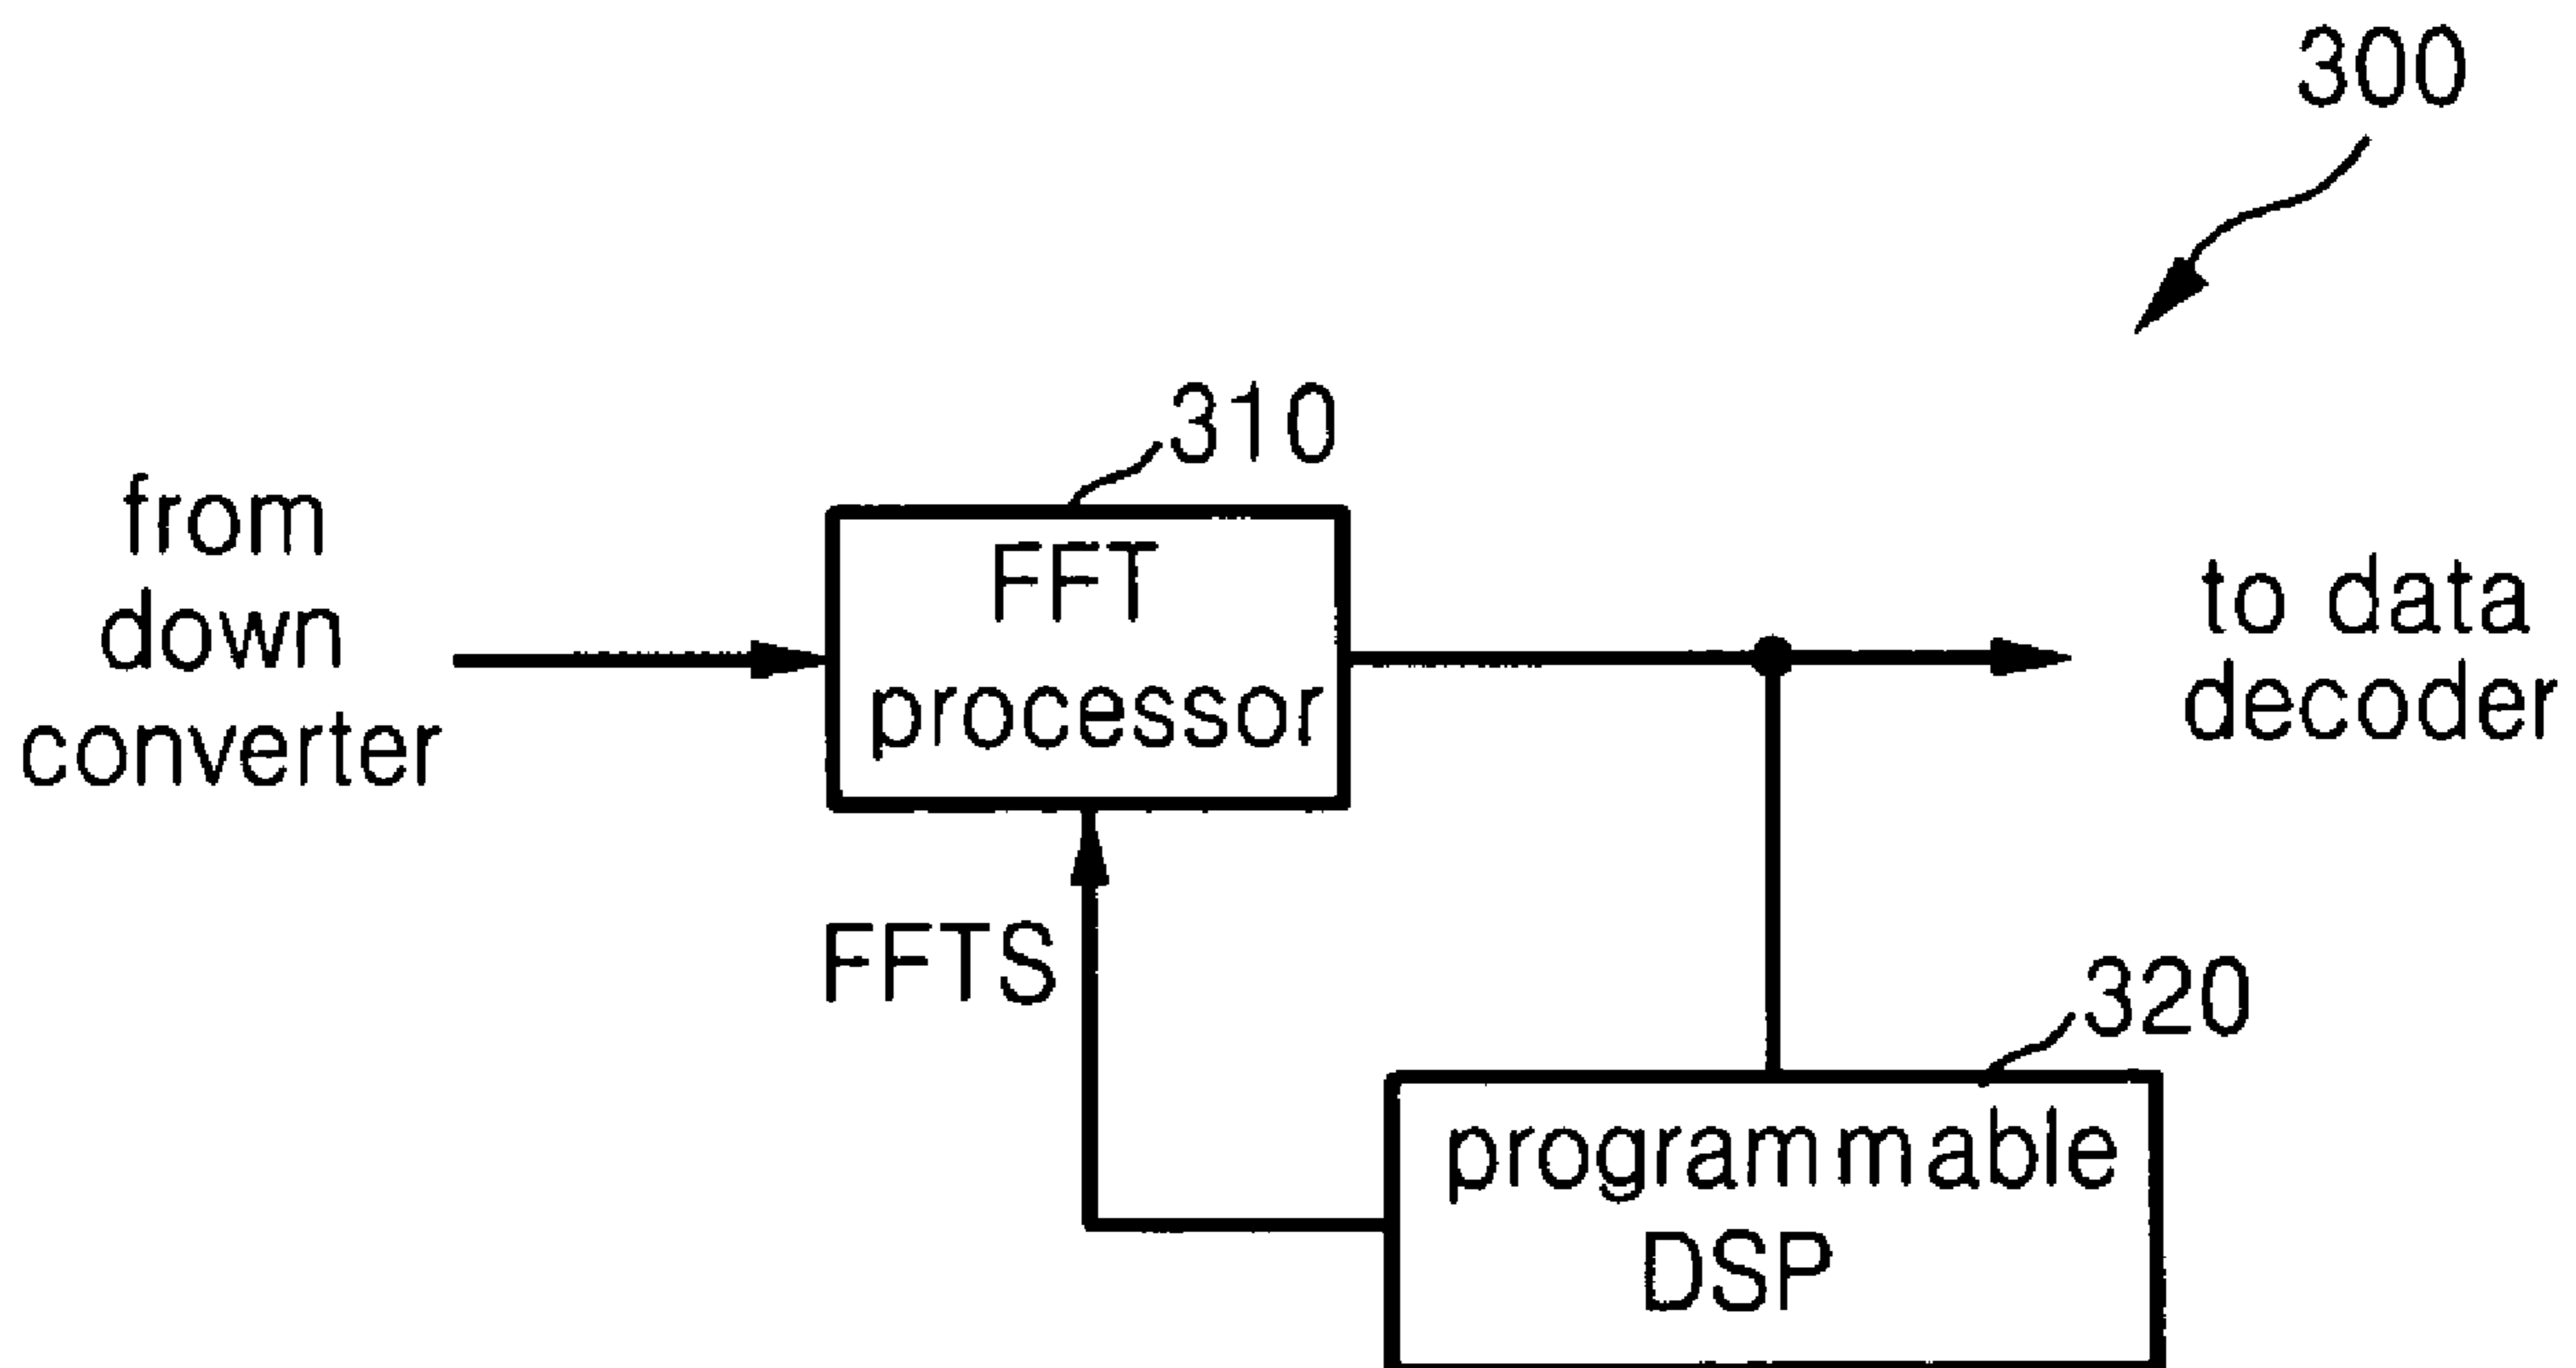 300
310
from
down
converter
FFT
processor
to data
decoder
FFTS
320
programmable
DSP